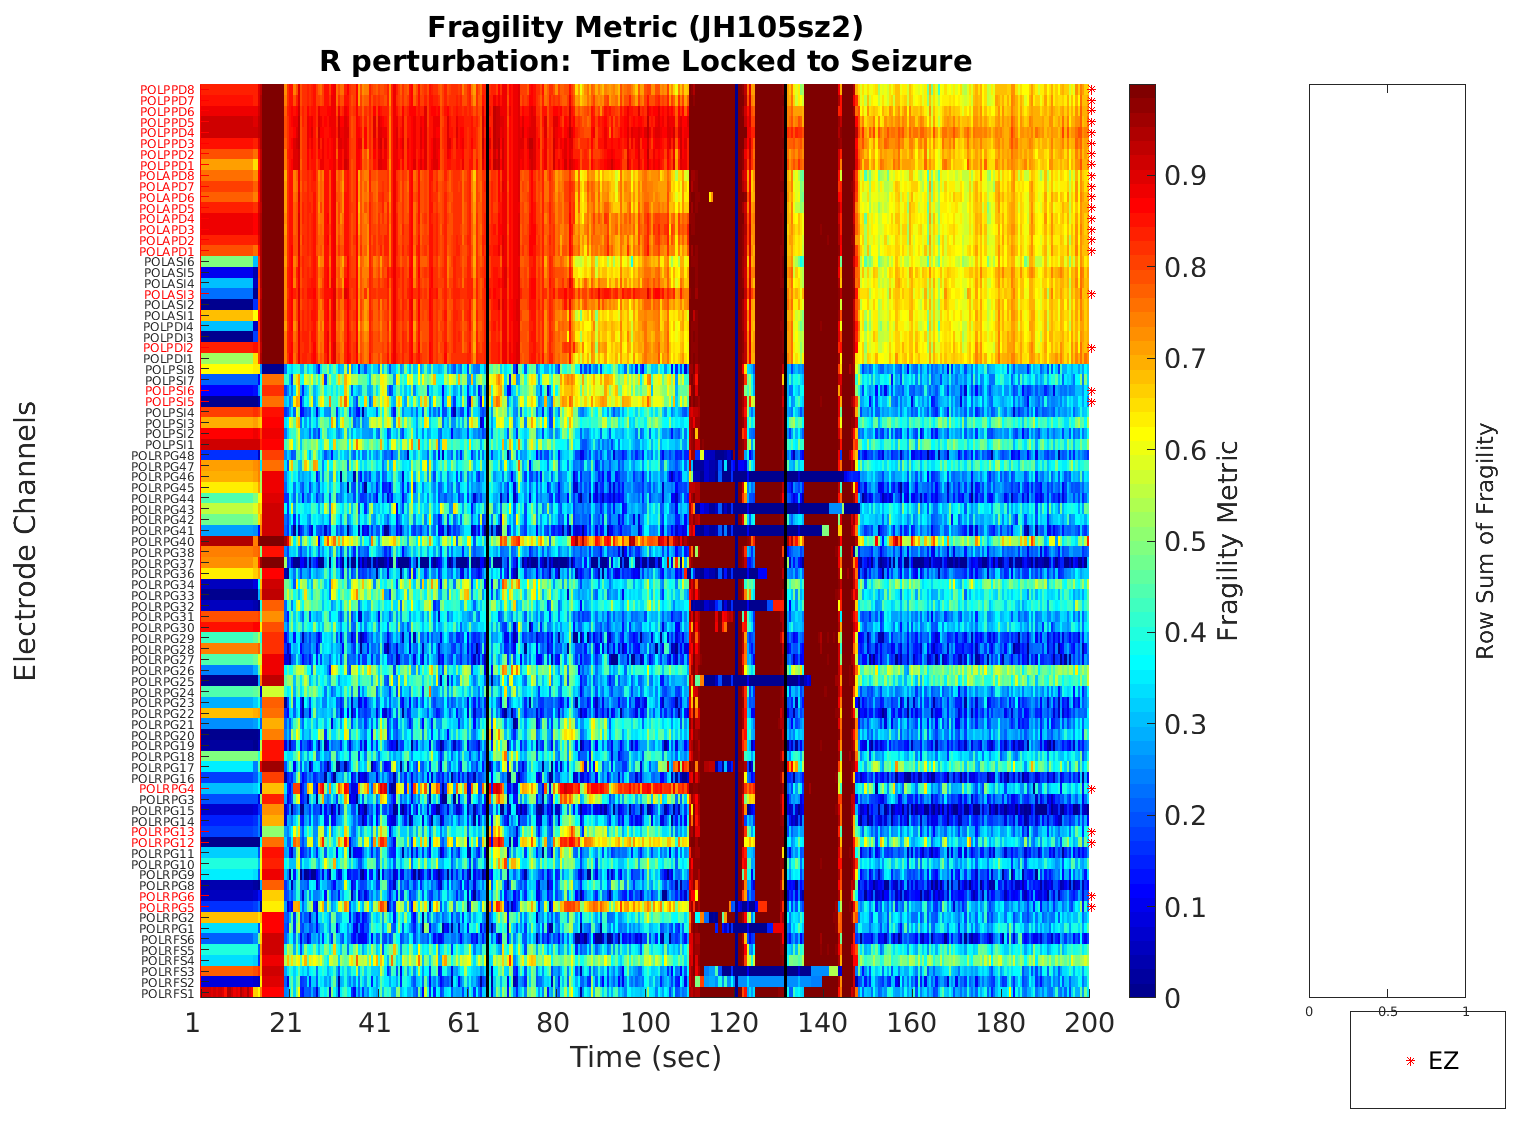 Fragility Metric (JH105sz2)
R perturbation: Time Locked to Seizure
Electrode Channels
POLPPD8
POLPPD7
POLPPD6
POLPPD5
POLPPD4
POLPPD3
POLPPD2
POLPPD1
POLAPD8
POLAPD7
POLAPD6
POLAPD5
POLAPD4
POLAPD3
POLAPD2
POLAPD1
POLASI6
POLASI5
POLASI4
POLASI3
POLASI2
POLASI1
POLPDI4
POLPDI3
POLPDI2
POLPDI1
POLPSI8
POLPSI7
POLPSI6
POLPSI5
POLPSI4
POLPSI3
POLPSI2
POLPSI1
POLRPG48
POLRPG47
POLRPG46
POLRPG45
POLRPG44
POLRPG43
POLRPG42
POLRPG41
POLRPG40
POLRPG38
POLRPG37
POLRPG36
POLRPG34
POLRPG33
POLRPG32
POLRPG31
POLRPG30
POLRPG29
POLRPG28
POLRPG27
POLRPG26
POLRPG25
POLRPG24
POLRPG23
POLRPG22
POLRPG21
POLRPG20
POLRPG19
POLRPG18
POLRPG17
POLRPG16
POLRPG4
POLRPG3
POLRPG15
POLRPG14
POLRPG13
POLRPG12
POLRPG11
POLRPG10
POLRPG9
POLRPG8
POLRPG6
POLRPG5
POLRPG2
POLRPG1
POLRFS6
POLRFS5
POLRFS4
POLRFS3
POLRFS2
POLRFS1
1 21 41 61 80 100 120 140 160 180 200
Time (sec)
0.9
0.8
0.7
0.6
0.5
0.4
0.3
0.2
0.1
0
Fragility Metric
Row Sum of Fragility
0 0.5 1
EZ